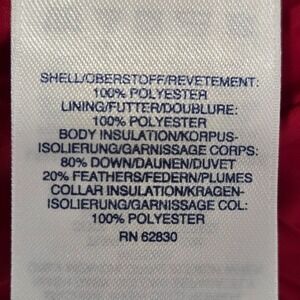 SHELL/OBERSTOFF/REVETEMENT:
100% POLYESTER
LINING/FUTTER/DOUBLURE:
100% POLYESTER
BODY INSULATION/KORPUS-
ISOLIERUNG/GARNISSAGE CORPS:
80% DOWN/DAUNEN/DUVET
20% FEATHERS/FEDERN/PLUMES
COLLAR INSULATION/KRAGEN-
ISOLIERUNG/GARNISSAGE COL:
100% POLYESTER
RN 62830